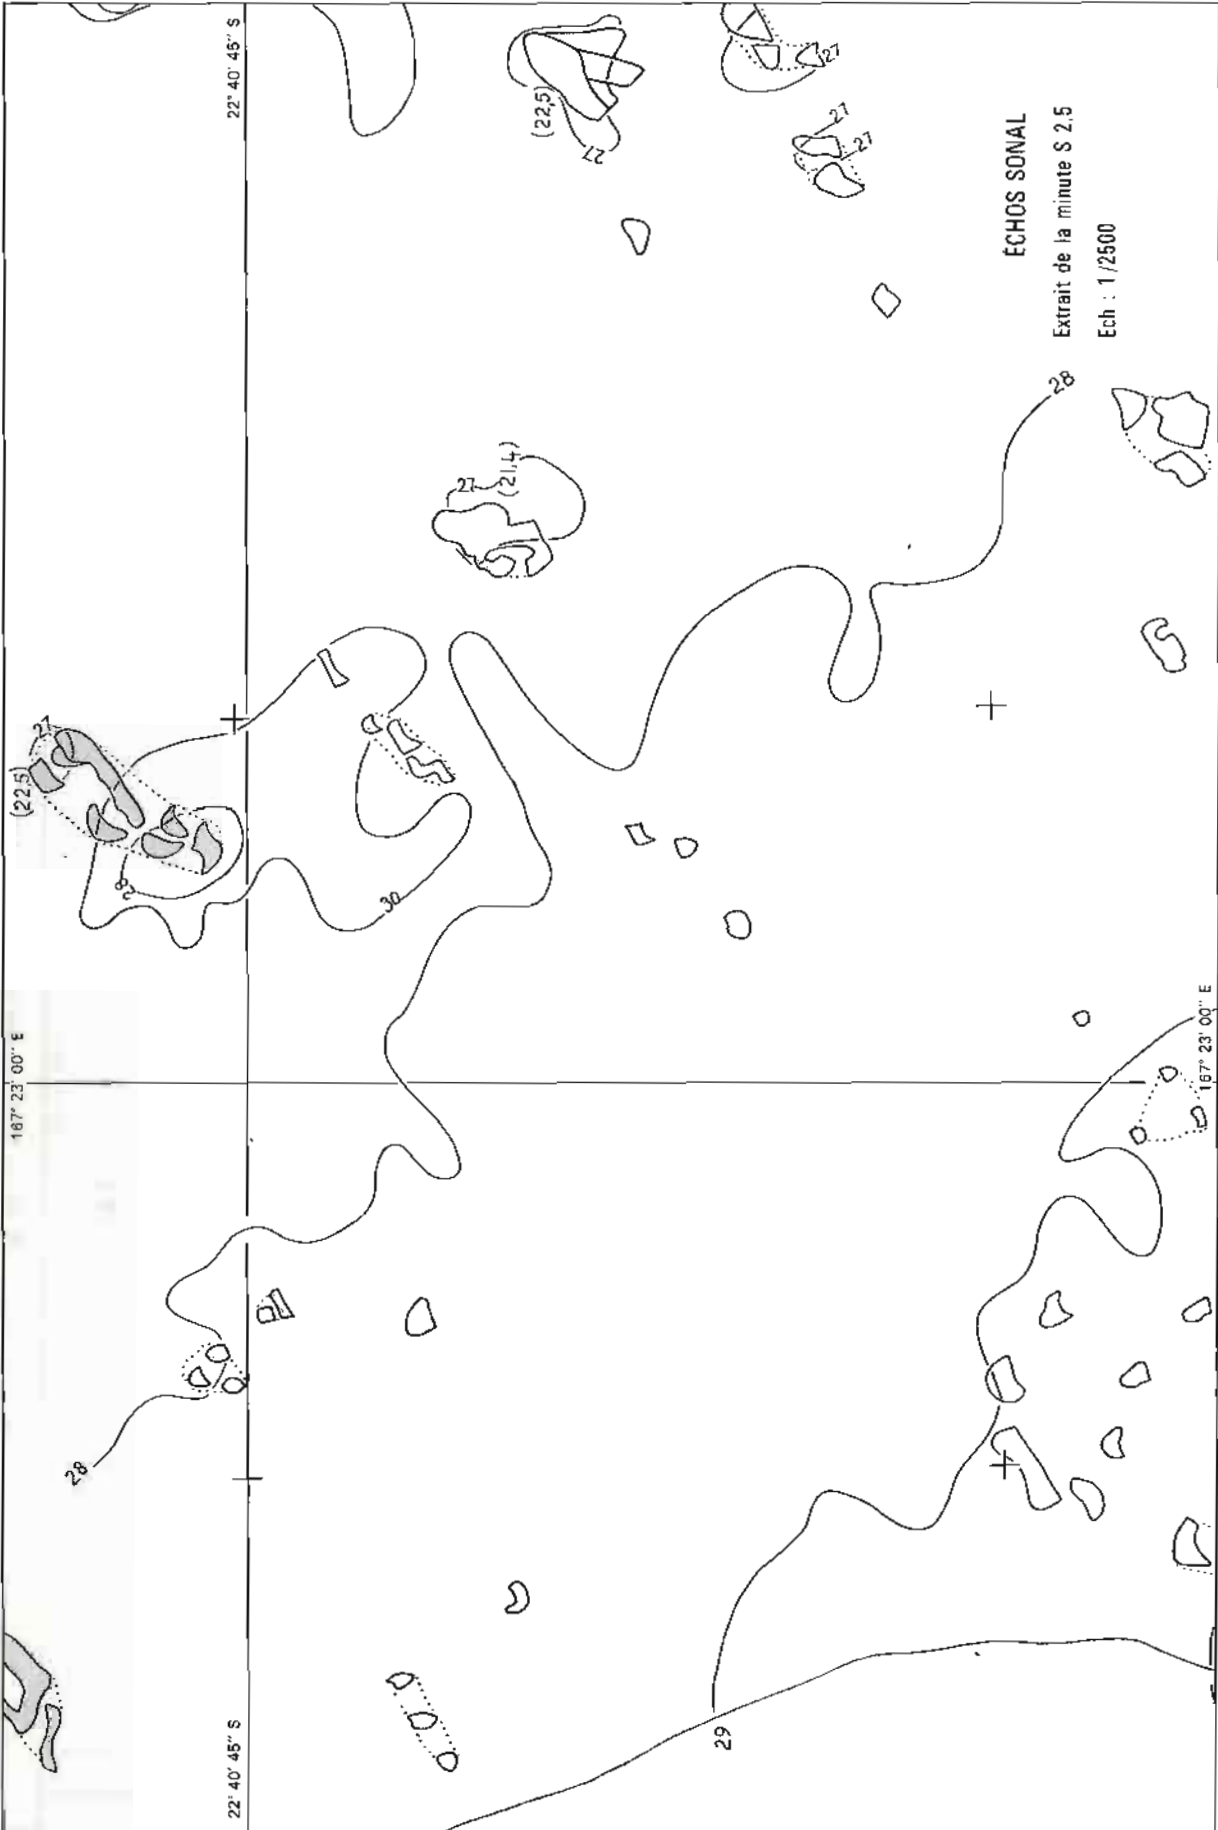 22° 40' 45" S
(22,5)
27
27
27
27
ÉCHOS SONAL
Extrait de la minute S 2.5
Ech : 1/2500
28
27
(21,4)
27
(22,5)
28
30
167° 23' 00" E
167° 23' 00" E
28
29
22° 40' 45" S